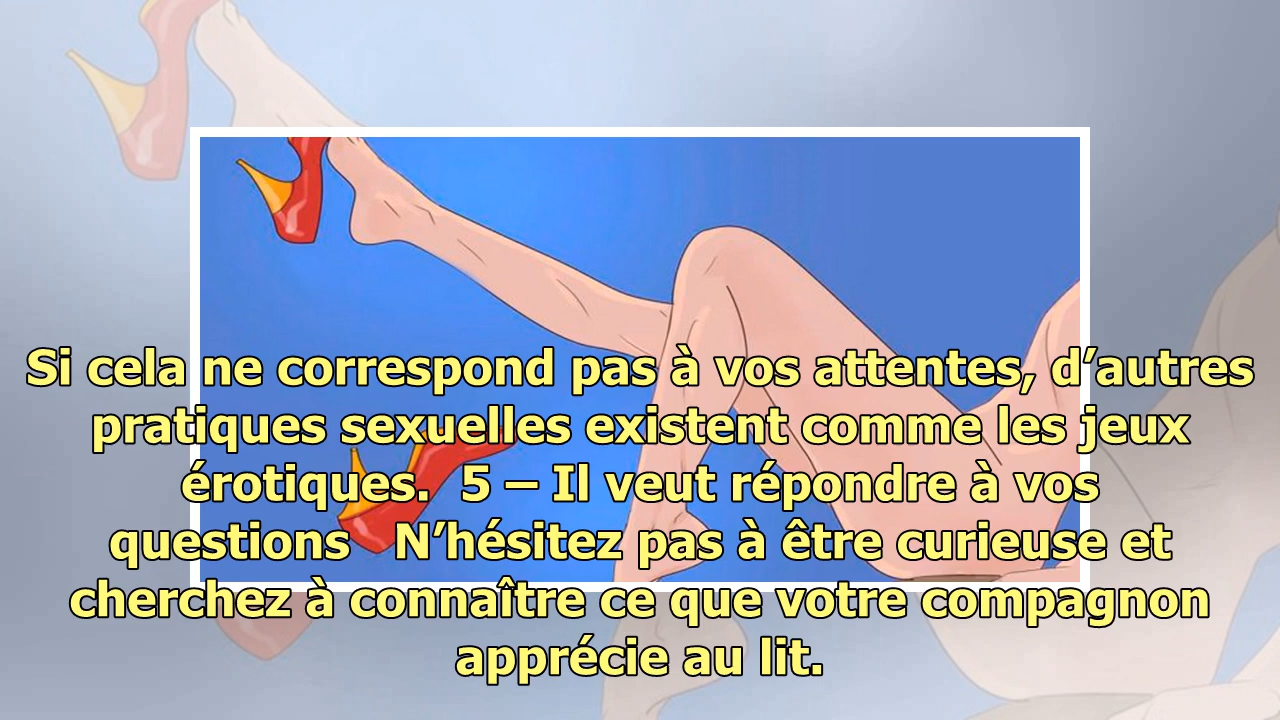 Si cela ne correspond pas à vos attentes, d’autres
pratiques sexuelles existent comme les jeux
érotiques.  5 – Il veut répondre à vos
questions   N’hésitez pas à être curieuse et
cherchez à connaître ce que votre compagnon
apprécie au lit.